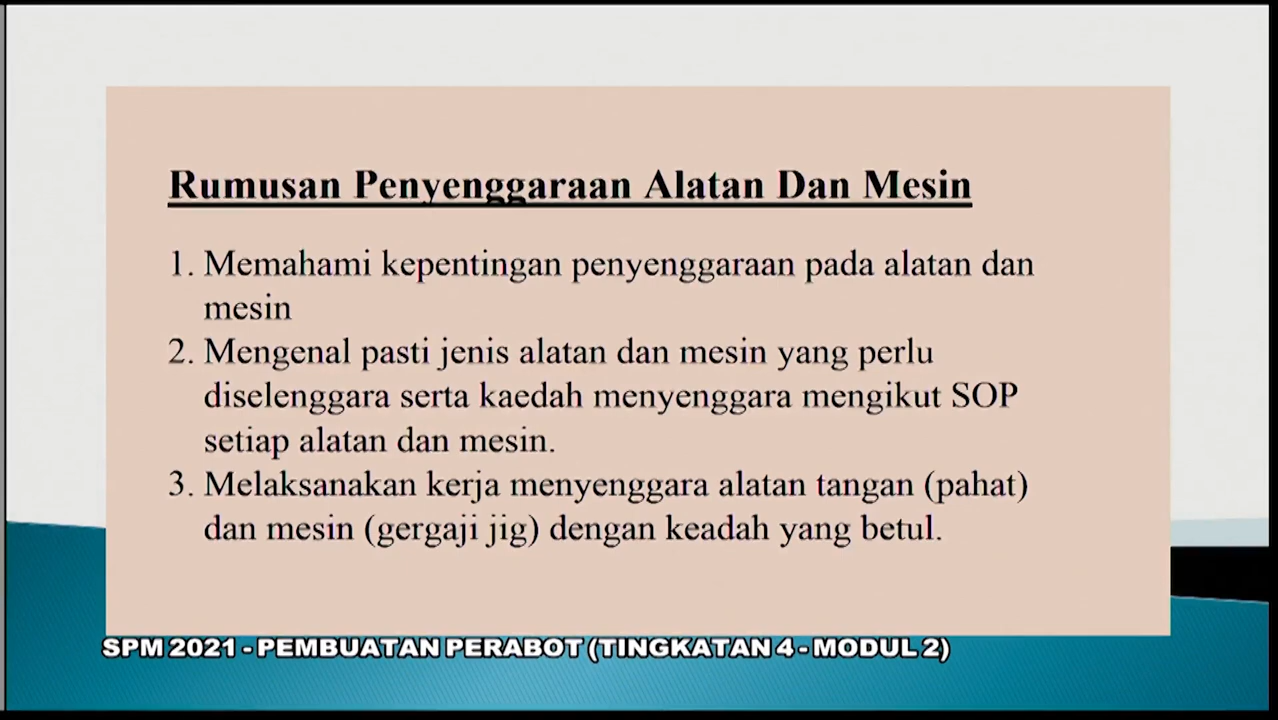 Rumusan Penyenggaraan Alatan Dan Mesin
1. Memahami kepentingan penyenggaraan pada alatan dan
mesin
2. Mengenal pasti jenis alatan dan mesin yang perlu
diselenggara serta kaedah menyenggara mengikut SOP
setiap alatan dan mesin.
3. Melaksanakan kerja menyenggara alatan tangan (pahat)
dan mesin (gergaji jig) dengan keadah yang betul.
SPM 2021 - PEMBUATAN PERABOT (TINGKATAN 4 - MODUL 2)